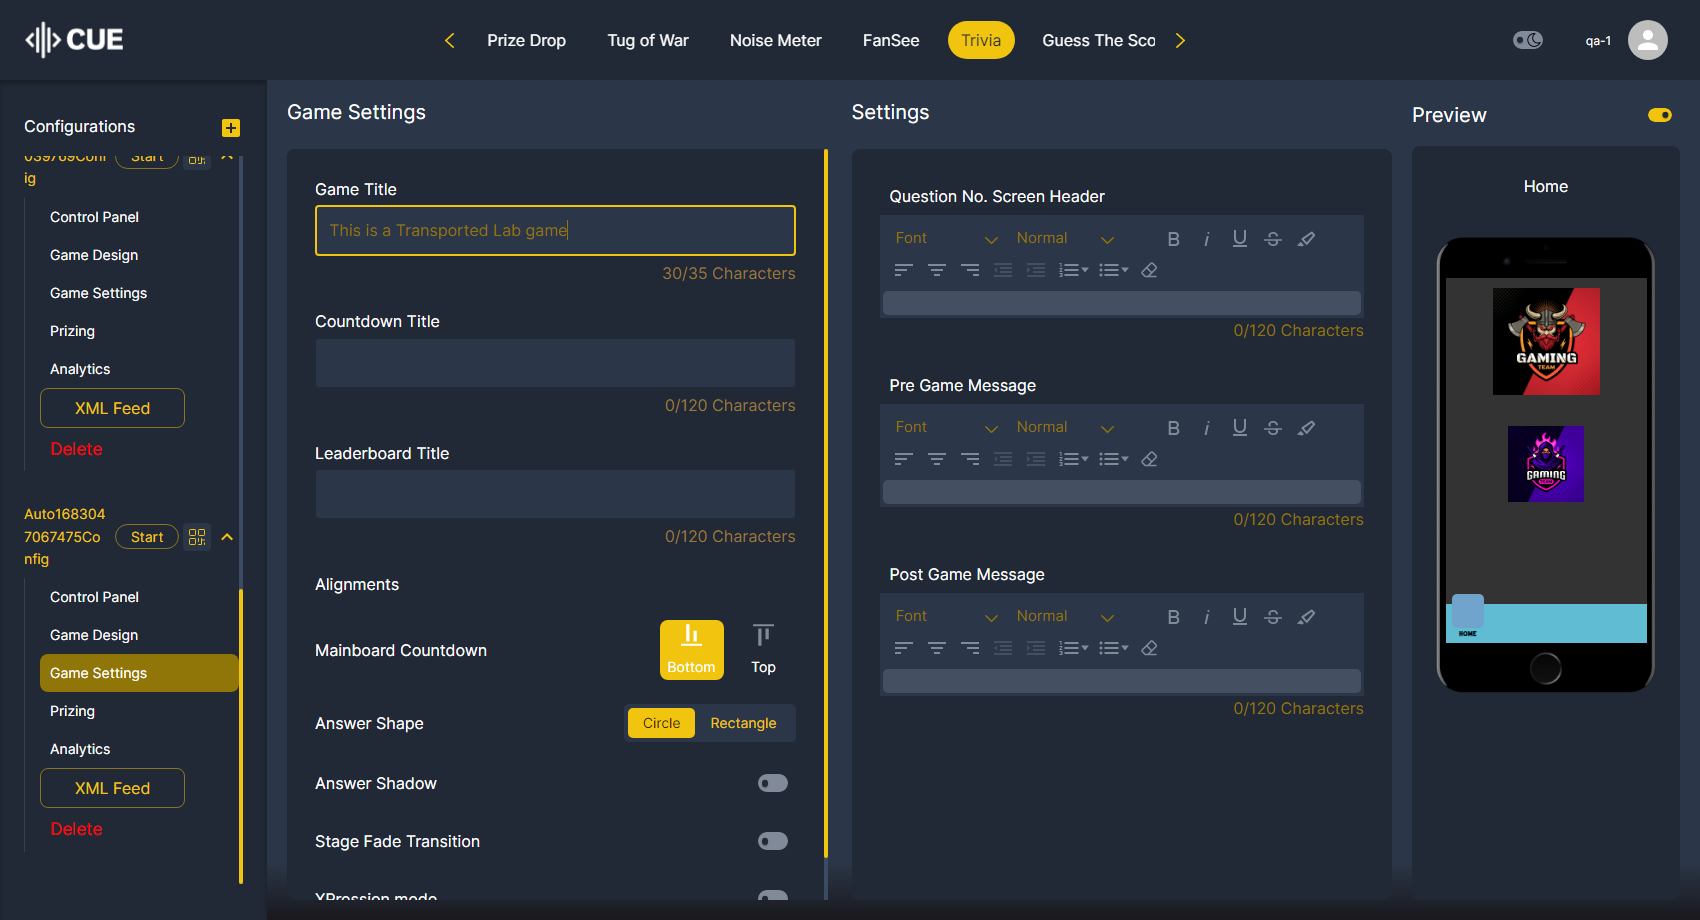 CUE
Prize Drop
Tug of War
Noise Meter
FanSee
Trivia
Guess The Sco
qa-1
Configurations
039769Conf
ig
Start
Control Panel
Game Design
Game Settings
Prizing
Analytics
XML Feed
Delete
Auto168304
7067475Co
nfig
Start
Control Panel
Game Design
Game Settings
Prizing
Analytics
XML Feed
Delete
Game Settings
Game Title
This is a Transported Lab game
30/35 Characters
Countdown Title
0/120 Characters
Leaderboard Title
0/120 Characters
Alignments
Mainboard Countdown
Bottom
Top
Answer Shape
Circle
Rectangle
Answer Shadow
Stage Fade Transition
XPression mode
Settings
Question No. Screen Header
Font
Normal
B i U S
0/120 Characters
Pre Game Message
Font
Normal
B i U S
0/120 Characters
Post Game Message
Font
Normal
B i U S
0/120 Characters
Preview
Home
GAMING
TEAM
GAMING
TEAM
HOME